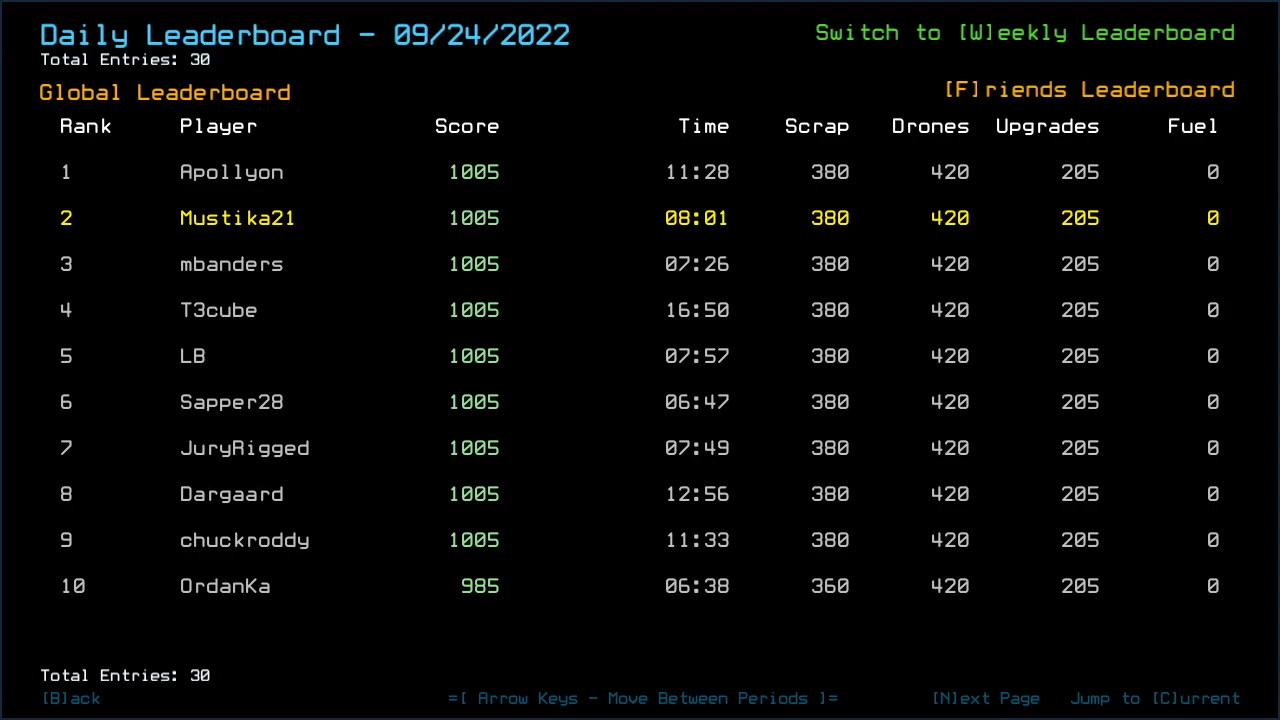 Daily Leaderboard - 09/24/2022 Switch to [W]eekly Leaderboard
Total Entries: 30
Global Leaderboard [F]riends Leaderboard
Rank Player Score Time Scrap Drones Upgrades Fuel
1 Apollyon 1005 11:28 380 420 205 0
2 Mustika21 1005 08:01 380 420 205 0
3 mbanders 1005 07:26 380 420 205 0
4 T3cube 1005 16:50 380 420 205 0
5 LB 1005 07:57 380 420 205 0
6 Sapper28 1005 06:47 380 420 205 0
7 JuryRigged 1005 07:49 380 420 205 0
8 Dargaard 1005 12:56 380 420 205 0
9 chuckroddy 1005 11:33 380 420 205 0
10 OrdanKa 985 06:38 360 420 205 0
Total Entries: 30
[B]ack =[ Arrow Keys - Move Between Periods ]= [N]ext Page Jump to [C]urrent